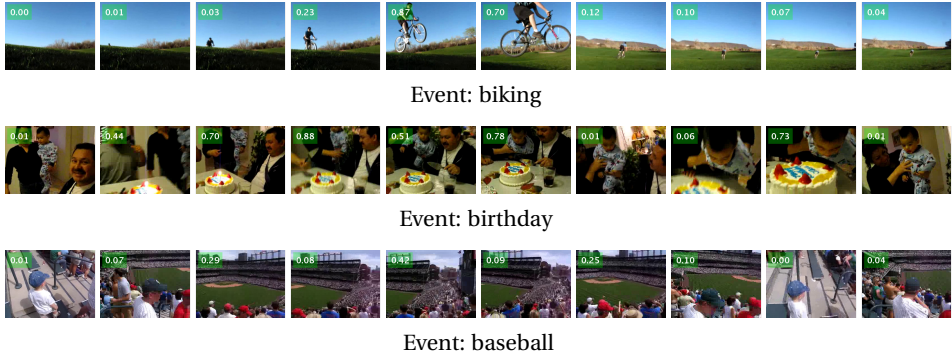 0.00 0.01 0.03 0.23 0.87 0.70 0.12 0.10 0.07 0.04
Event: biking
0.01 0.44 0.70 0.88 0.51 0.78 0.01 0.06 0.73 0.01
Event: birthday
0.01 0.07 0.29 0.08 0.42 0.09 0.25 0.10 0.00 0.04
Event: baseball